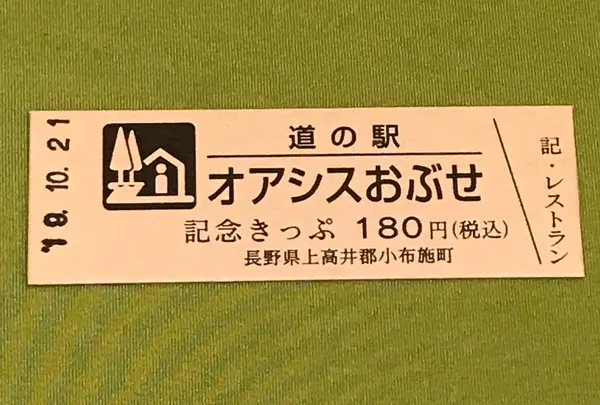 '18.10.21
道の駅
オアシスおぶせ
記念きっぷ 180円(税込)
長野県上高井郡小布施町
記・レストラン